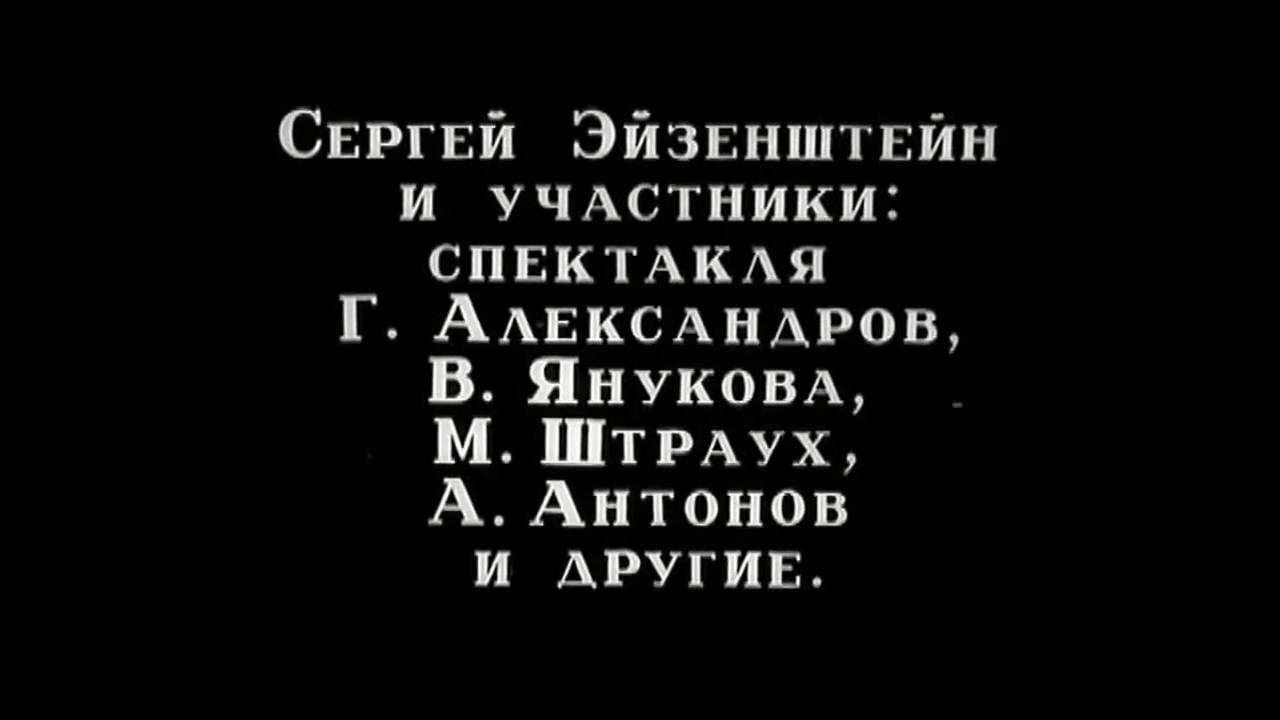 Сергей Эйзенштейн
и участники:
спектакля
Г. Александров,
В. Янукова,
М. Штраух,
А. Антонов
и другие.